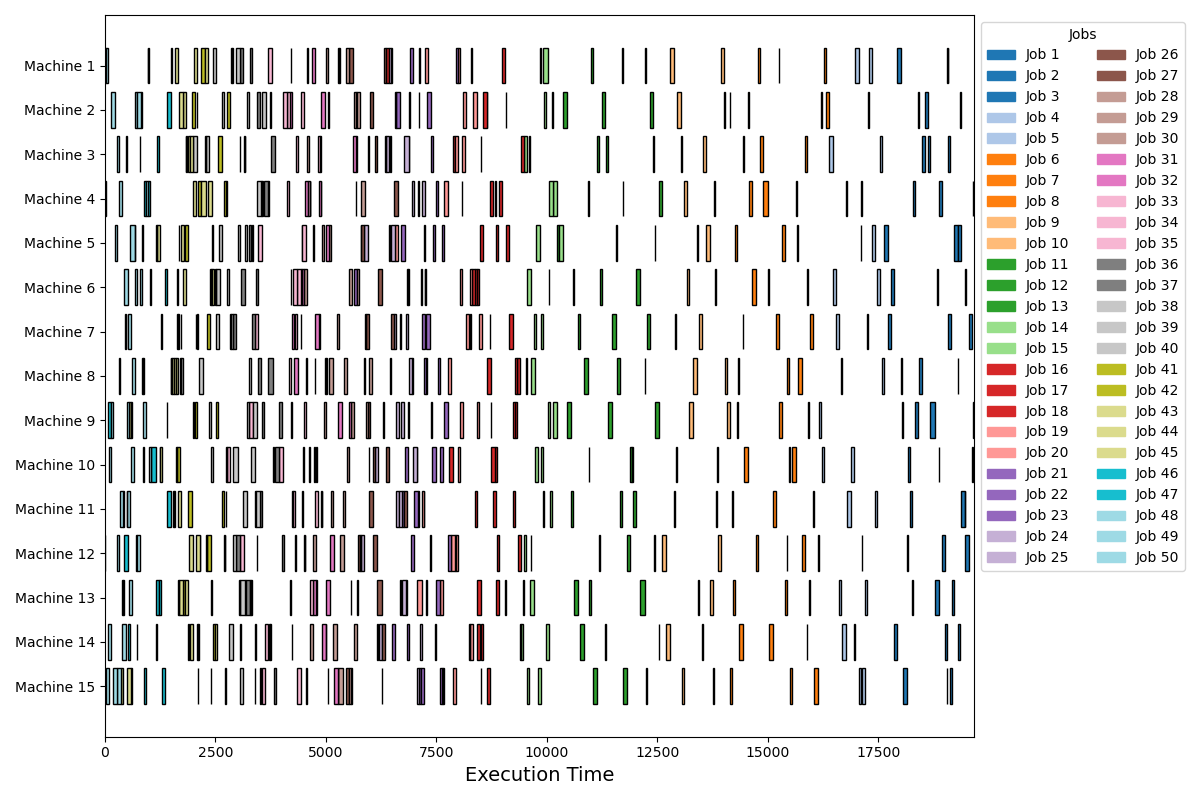 Machine 1
Machine 2
Machine 3
Machine 4
Machine 5
Machine 6
Machine 7
Machine 8
Machine 9
Machine 10
Machine 11
Machine 12
Machine 13
Machine 14
Machine 15
0 2500 5000 7500 10000 12500 15000 17500
Execution Time
Jobs
Job 1
Job 2
Job 3
Job 4
Job 5
Job 6
Job 7
Job 8
Job 9
Job 10
Job 11
Job 12
Job 13
Job 14
Job 15
Job 16
Job 17
Job 18
Job 19
Job 20
Job 21
Job 22
Job 23
Job 24
Job 25
Job 26
Job 27
Job 28
Job 29
Job 30
Job 31
Job 32
Job 33
Job 34
Job 35
Job 36
Job 37
Job 38
Job 39
Job 40
Job 41
Job 42
Job 43
Job 44
Job 45
Job 46
Job 47
Job 48
Job 49
Job 50